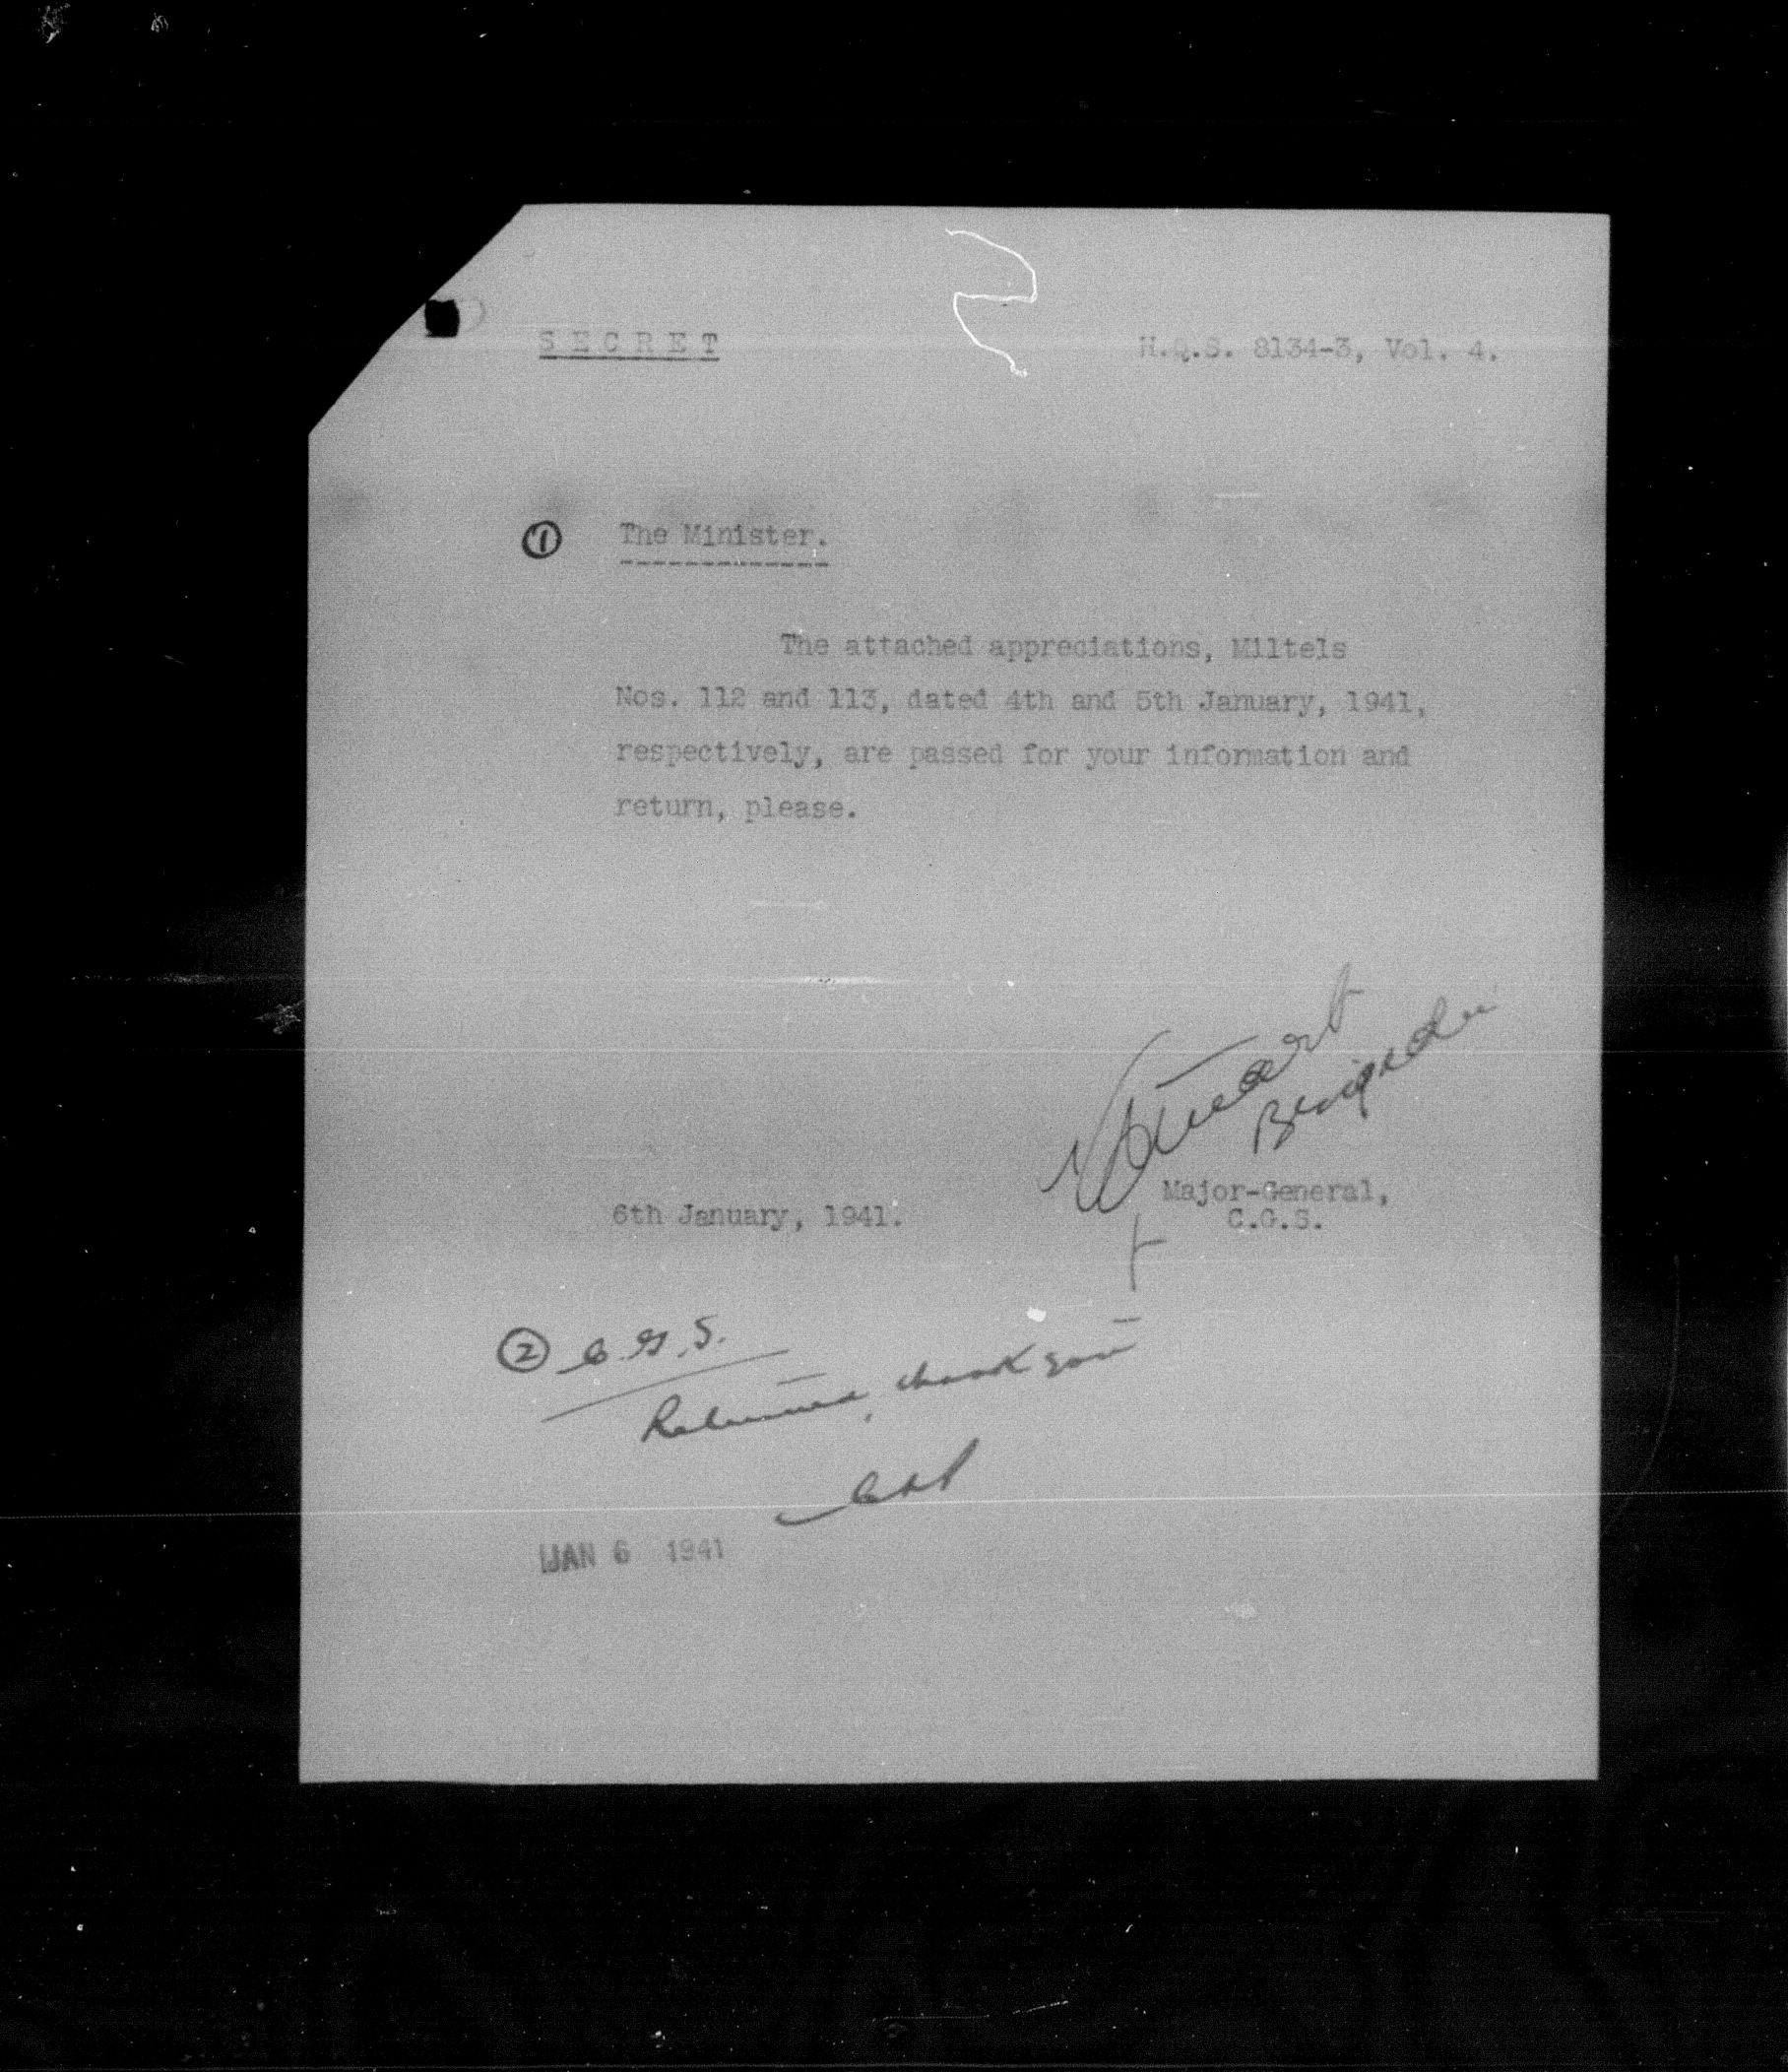 SECRET
H.Q.S. 8134-3, Vol. 4.
① The Minister.
The attached appreciations, Miltels
Nos. 112 and 113, dated 4th and 5th January, 1941,
respectively, are passed for your information and
return, please.
Stuart
Brigadier
Major-General,
C.G.S.
6th January, 1941.
② C.G.S.
Returned, thank you
JAN 6 1941